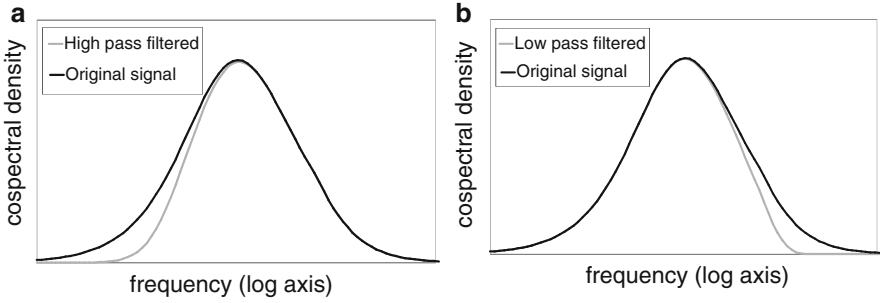 a
High pass filtered
Original signal
cospectral density
frequency (log axis)
b
Low pass filtered
Original signal
cospectral density
frequency (log axis)